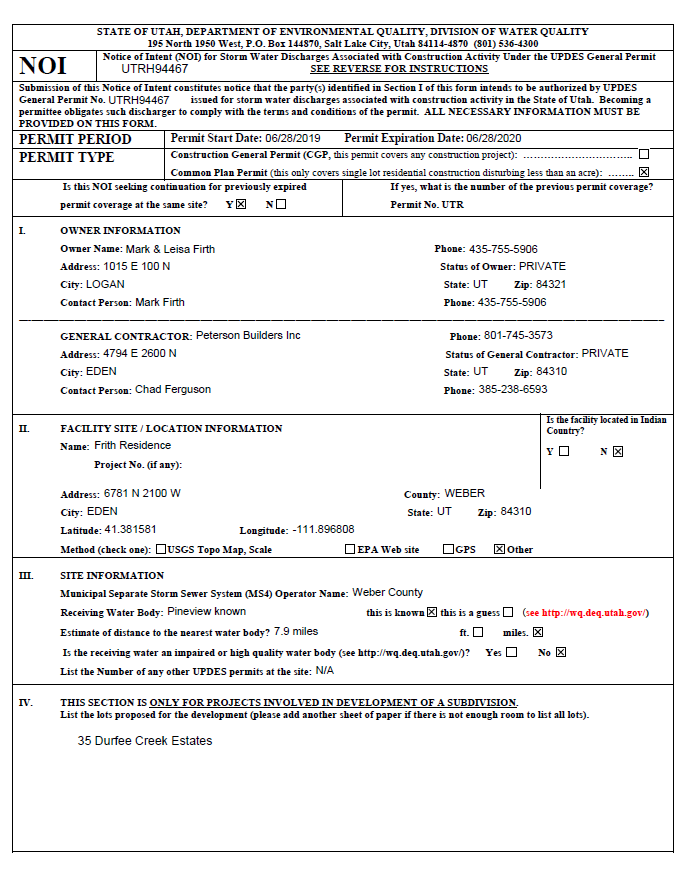 STATE OF UTAH, DEPARTMENT OF ENVIRONMENTAL QUALITY, DIVISION OF WATER QUALITY
195 North 1950 West, P.O. Box 144870, Salt Lake City, Utah 84114-4870 (801) 536-4300
NOI
Notice of Intent (NOI) for Storm Water Discharges Associated with Construction Activity Under the UPDES General Permit
UTRH94467 SEE REVERSE FOR INSTRUCTIONS
Submission of this Notice of Intent constitutes notice that the party(s) identified in Section I of this form intends to be authorized by UPDES
General Permit No. UTRH94467 issued for storm water discharges associated with construction activity in the State of Utah. Becoming a
permittee obligates such discharger to comply with the terms and conditions of the permit. ALL NECESSARY INFORMATION MUST BE
PROVIDED ON THIS FORM.
PERMIT PERIOD Permit Start Date: 06/28/2019 Permit Expiration Date: 06/28/2020
PERMIT TYPE Construction General Permit (CGP, this permit covers any construction project): ……………………………. ☐
Common Plan Permit (this only covers single lot residential construction disturbing less than an acre): …….. ☒
Is this NOI seeking continuation for previously expired
permit coverage at the same site? Y ☒ N ☐
If yes, what is the number of the previous permit coverage?
Permit No. UTR
I. OWNER INFORMATION
Owner Name: Mark & Leisa Firth Phone: 435-755-5906
Address: 1015 E 100 N Status of Owner: PRIVATE
City: LOGAN State: UT Zip: 84321
Contact Person: Mark Firth Phone: 435-755-5906
GENERAL CONTRACTOR: Peterson Builders Inc Phone: 801-745-3573
Address: 4794 E 2600 N Status of General Contractor: PRIVATE
City: EDEN State: UT Zip: 84310
Contact Person: Chad Ferguson Phone: 385-238-6593
II. FACILITY SITE / LOCATION INFORMATION
Is the facility located in Indian
Country?
Name: Frith Residence
Y ☐ N ☒
Project No. (if any):
Address: 6781 N 2100 W County: WEBER
City: EDEN State: UT Zip: 84310
Latitude: 41.381581 Longitude: -111.896808
Method (check one): ☐ USGS Topo Map, Scale ☐ EPA Web site ☐ GPS ☒ Other
III. SITE INFORMATION
Municipal Separate Storm Sewer System (MS4) Operator Name: Weber County
Receiving Water Body: Pineview known this is known ☒ this is a guess ☐ (see http://wq.deq.utah.gov/)
Estimate of distance to the nearest water body? 7.9 miles ft. ☐ miles. ☒
Is the receiving water an impaired or high quality water body (see http://wq.deq.utah.gov/)? Yes ☐ No ☒
List the Number of any other UPDES permits at the site: N/A
IV. THIS SECTION IS ONLY FOR PROJECTS INVOLVED IN DEVELOPMENT OF A SUBDIVISION.
List the lots proposed for the development (please add another sheet of paper if there is not enough room to list all lots).
35 Durfee Creek Estates